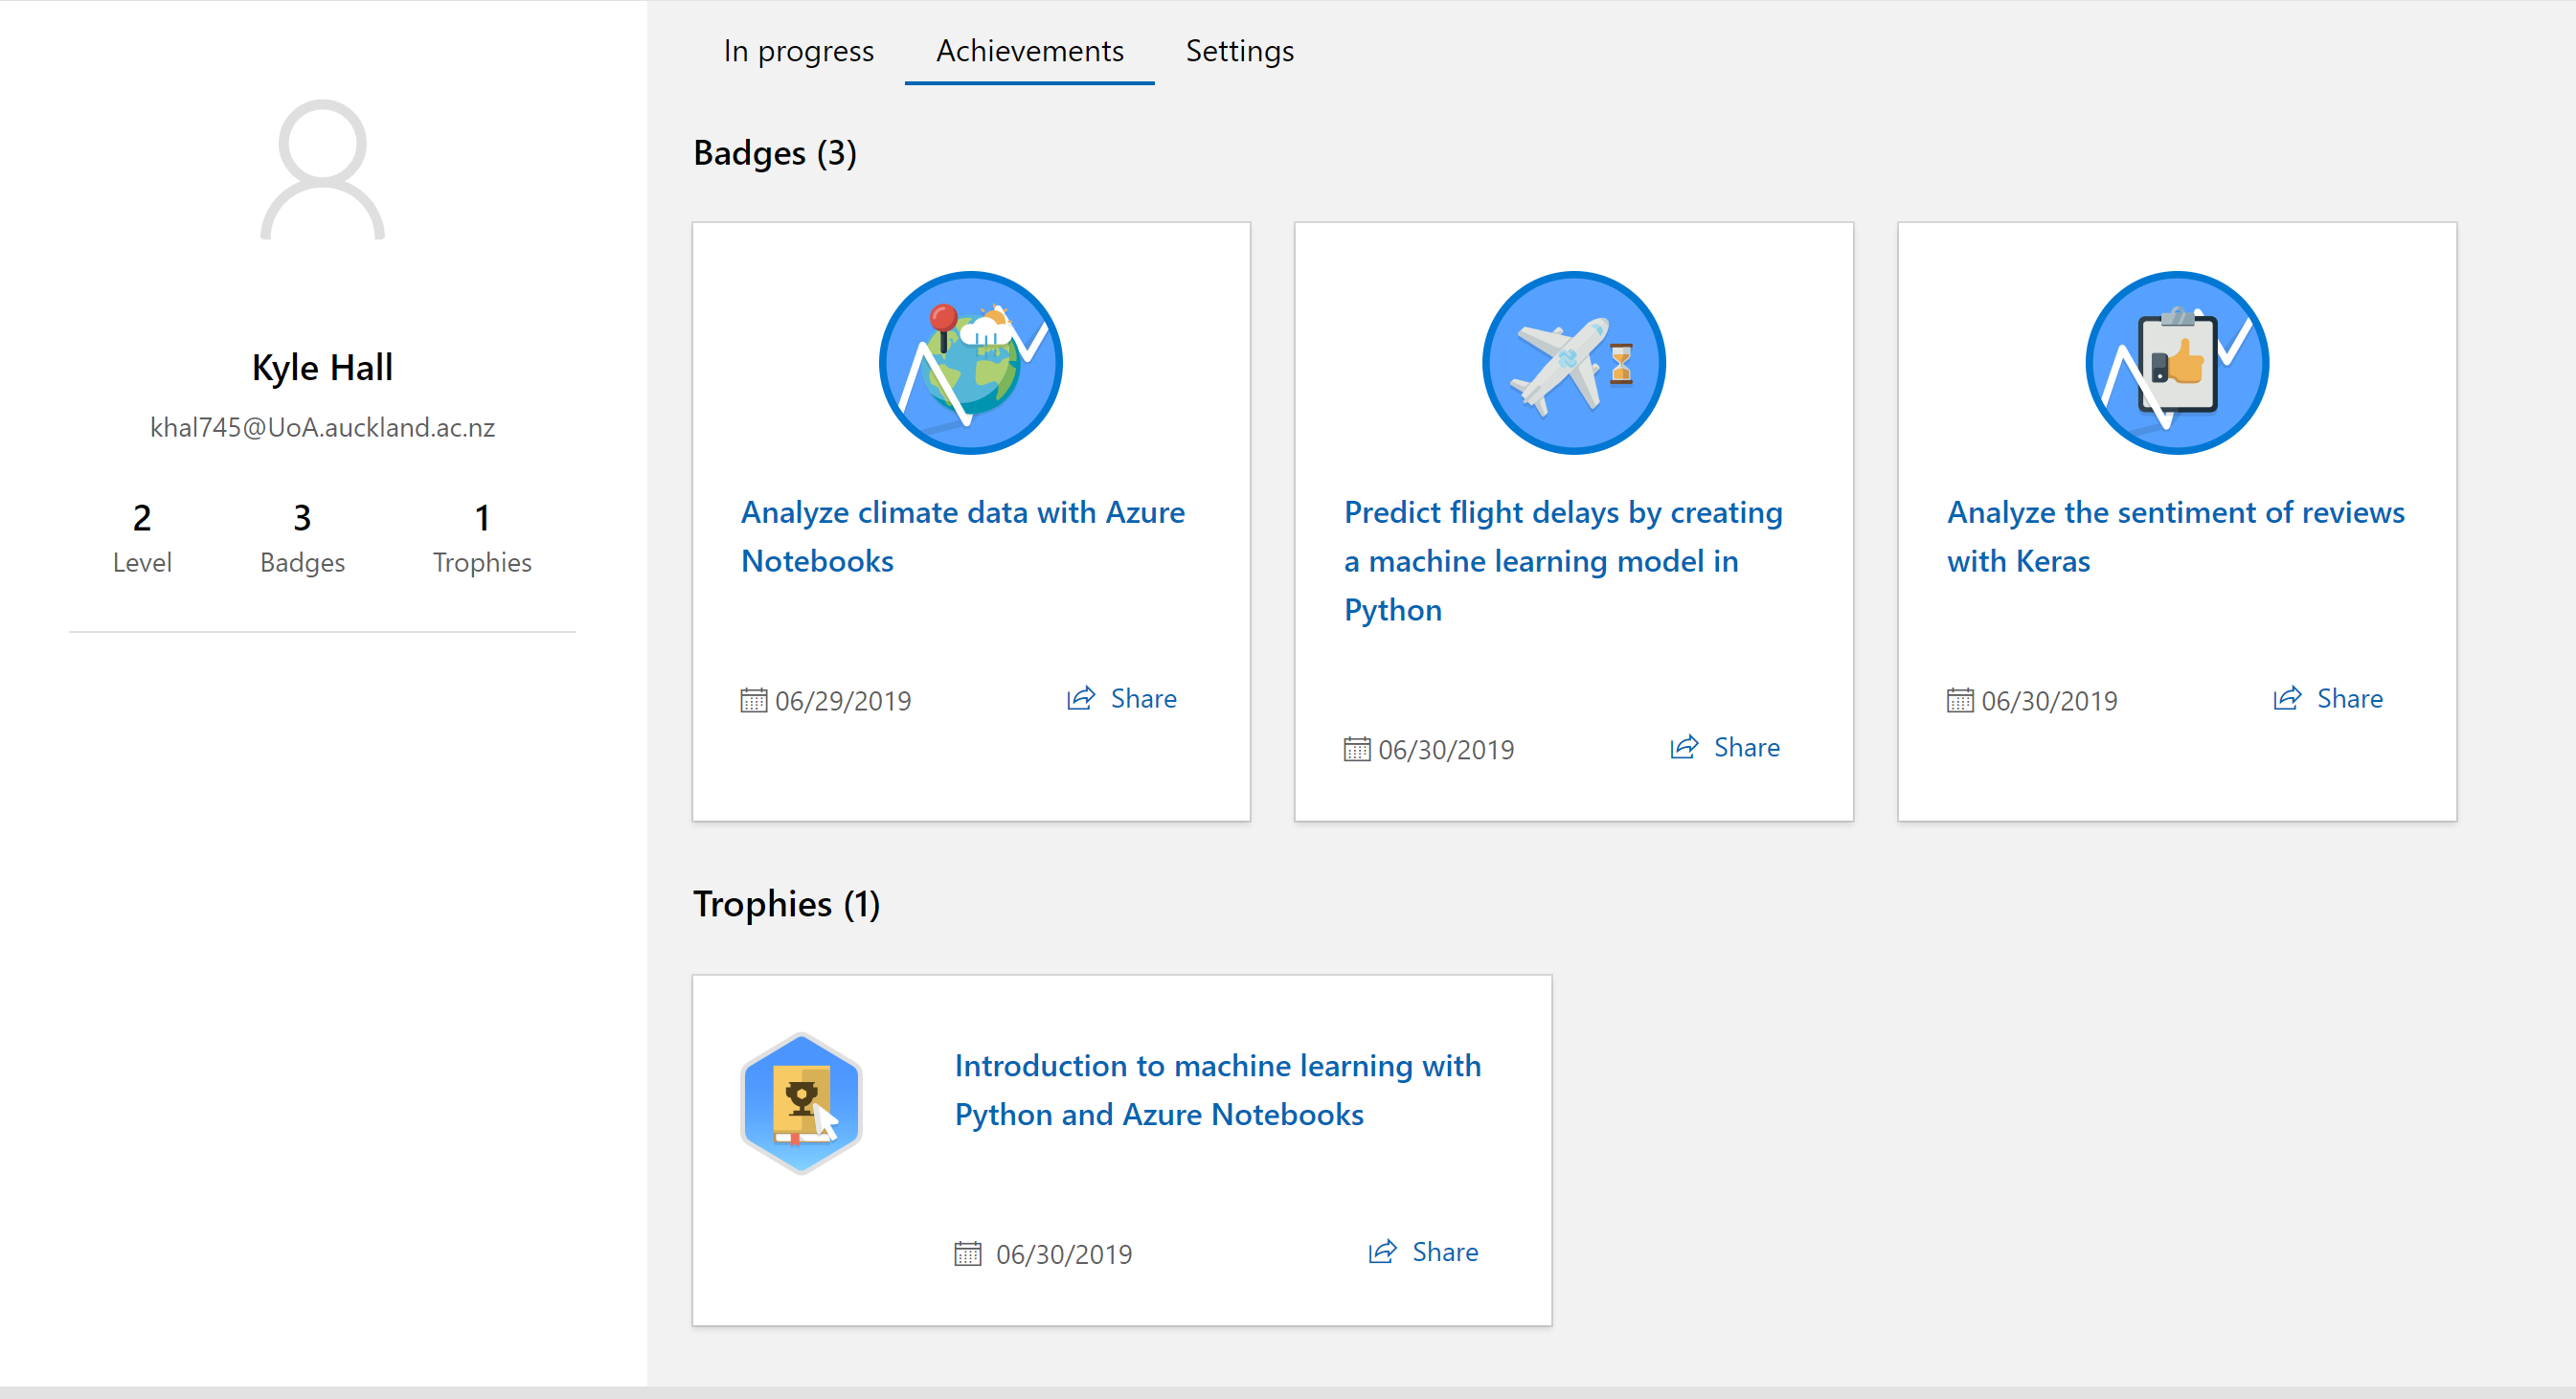 In progress
Achievements
Settings
Kyle Hall
khal745@UoA.auckland.ac.nz
2
Level
3
Badges
1
Trophies
Badges (3)
Analyze climate data with Azure
Notebooks
06/29/2019
Share
Predict flight delays by creating
a machine learning model in
Python
06/30/2019
Share
Analyze the sentiment of reviews
with Keras
06/30/2019
Share
Trophies (1)
Introduction to machine learning with
Python and Azure Notebooks
06/30/2019
Share